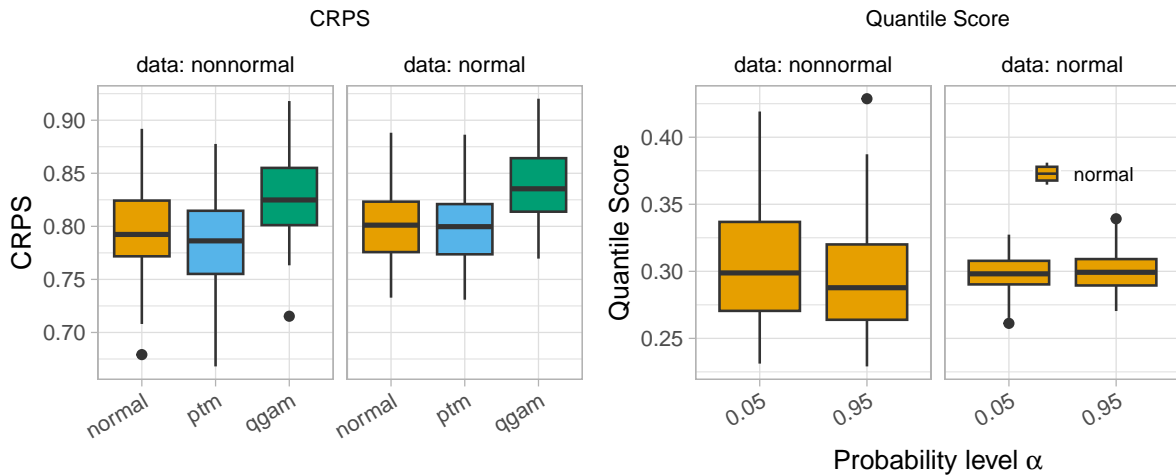 CRPS
data: nonnormal
data: normal
CRPS
0.90
0.85
0.80
0.75
0.70
normal
ptm
qgam
normal
ptm
qgam
Quantile Score
data: nonnormal
data: normal
Quantile Score
0.40
0.35
0.30
0.25
normal
0.05
0.95
0.05
0.95
Probability level α